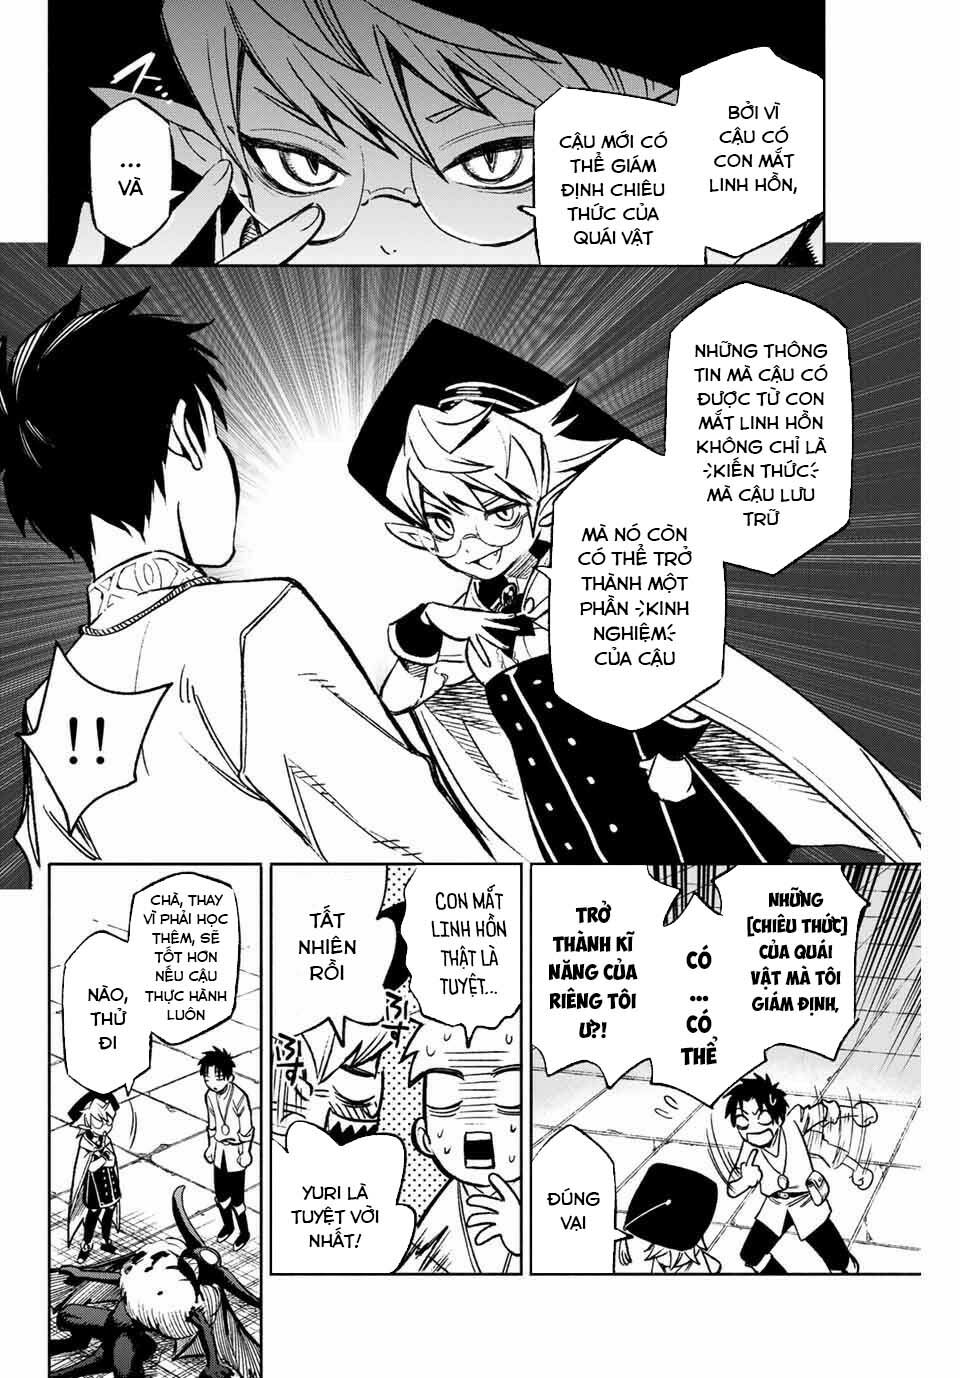 BỞI VÌ
CẬU CÓ
CON MẮT
LINH HỒN,
CẬU MỚI CÓ
THỂ GIÁM
ĐỊNH CHIÊU
THỨC CỦA
QUÁI VẬT
...
VÀ
NHỮNG THÔNG
TIN MÀ CẬU CÓ
ĐƯỢC TỪ CON
MẮT LINH HỒN
KHÔNG CHỈ LÀ
KIẾN THỨC
MÀ CẬU LƯU
TRỮ
MÀ NÓ CÒN
CÓ THỂ TRỞ
THÀNH MỘT
PHẦN KINH
NGHIỆM
CỦA CẬU
!!
NHỮNG
[CHIÊU THỨC]
CỦA QUÁI
VẬT MÀ TÔI
GIÁM ĐỊNH,
CÓ
...
CÓ
THỂ
TRỞ
THÀNH KĨ
NĂNG CỦA
RIÊNG TÔI
Ư?!
ĐÚNG
VẠI
CON MẮT
LINH HỒN
THẬT LÀ
TUYỆT...
TẤT
NHIÊN
RỒI
ふす
ふす
YURI LÀ
TUYỆT VỜI
NHẤT!
CHÀ, THAY
VÌ PHẢI HỌC
THÊM, SẼ
TỐT HƠN
NẾU CẬU
THỰC HÀNH
LUÔN
NÀO,
THỬ
ĐI